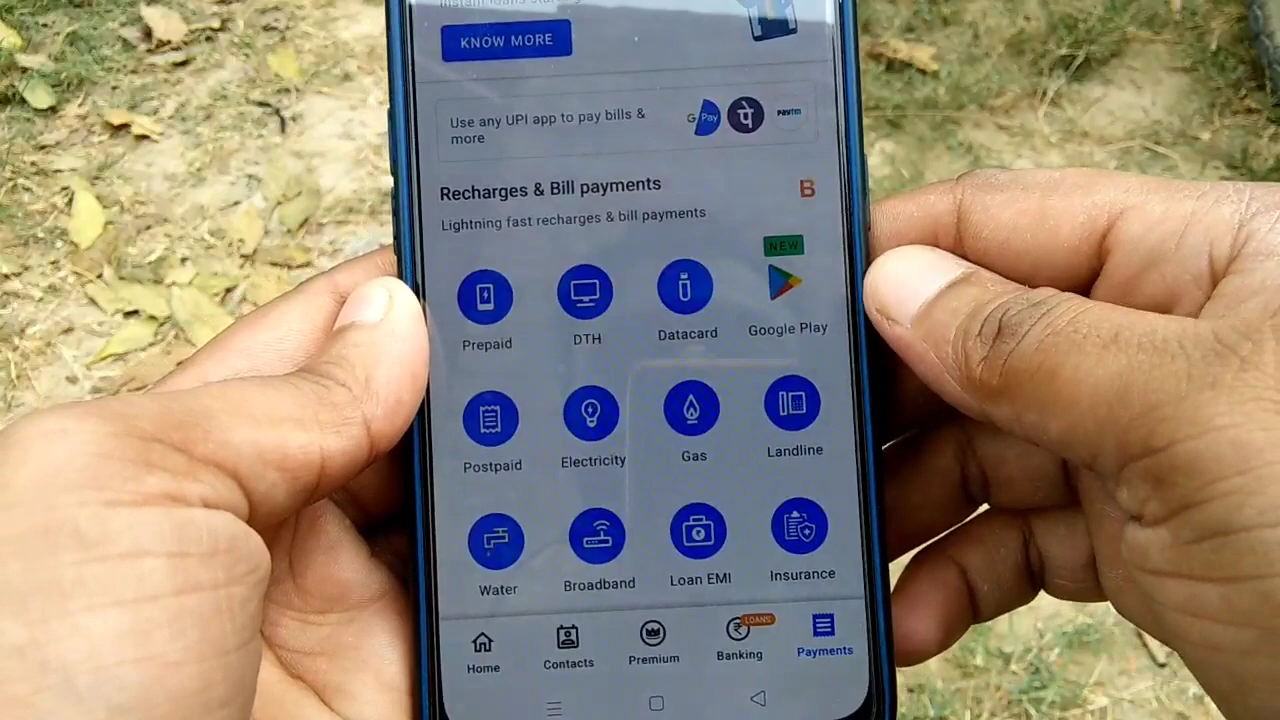 instant loans
KNOW MORE
Use any UPI app to pay bills &
more
G Pay
पे
paytm
Recharges & Bill payments
B
Lightning fast recharges & bill payments
NEW
Prepaid
DTH
Datacard
Google Play
Postpaid
Electricity
Gas
Landline
Water
Broadband
Loan EMI
Insurance
LOANS
₹
Home
Contacts
Premium
Banking
Payments